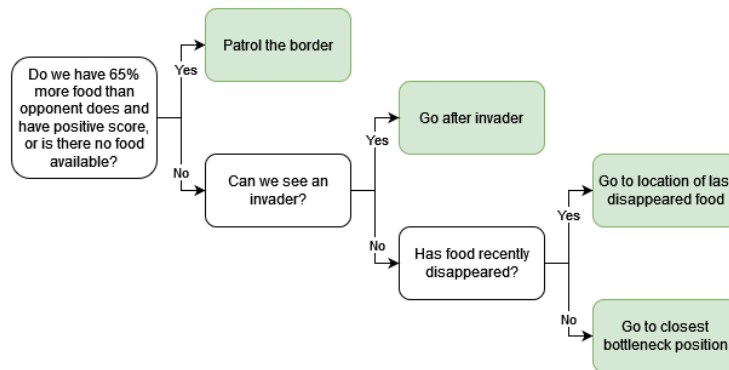 Patrol the border
Do we have 65%
more food than
opponent does and
have positive score,
or is there no food
available?
Yes
Go after invader
Yes
No
Can we see an
invader?
Go to location of las
disappeared food
Yes
No
Has food recently
disappeared?
No
Go to closest
bottleneck position